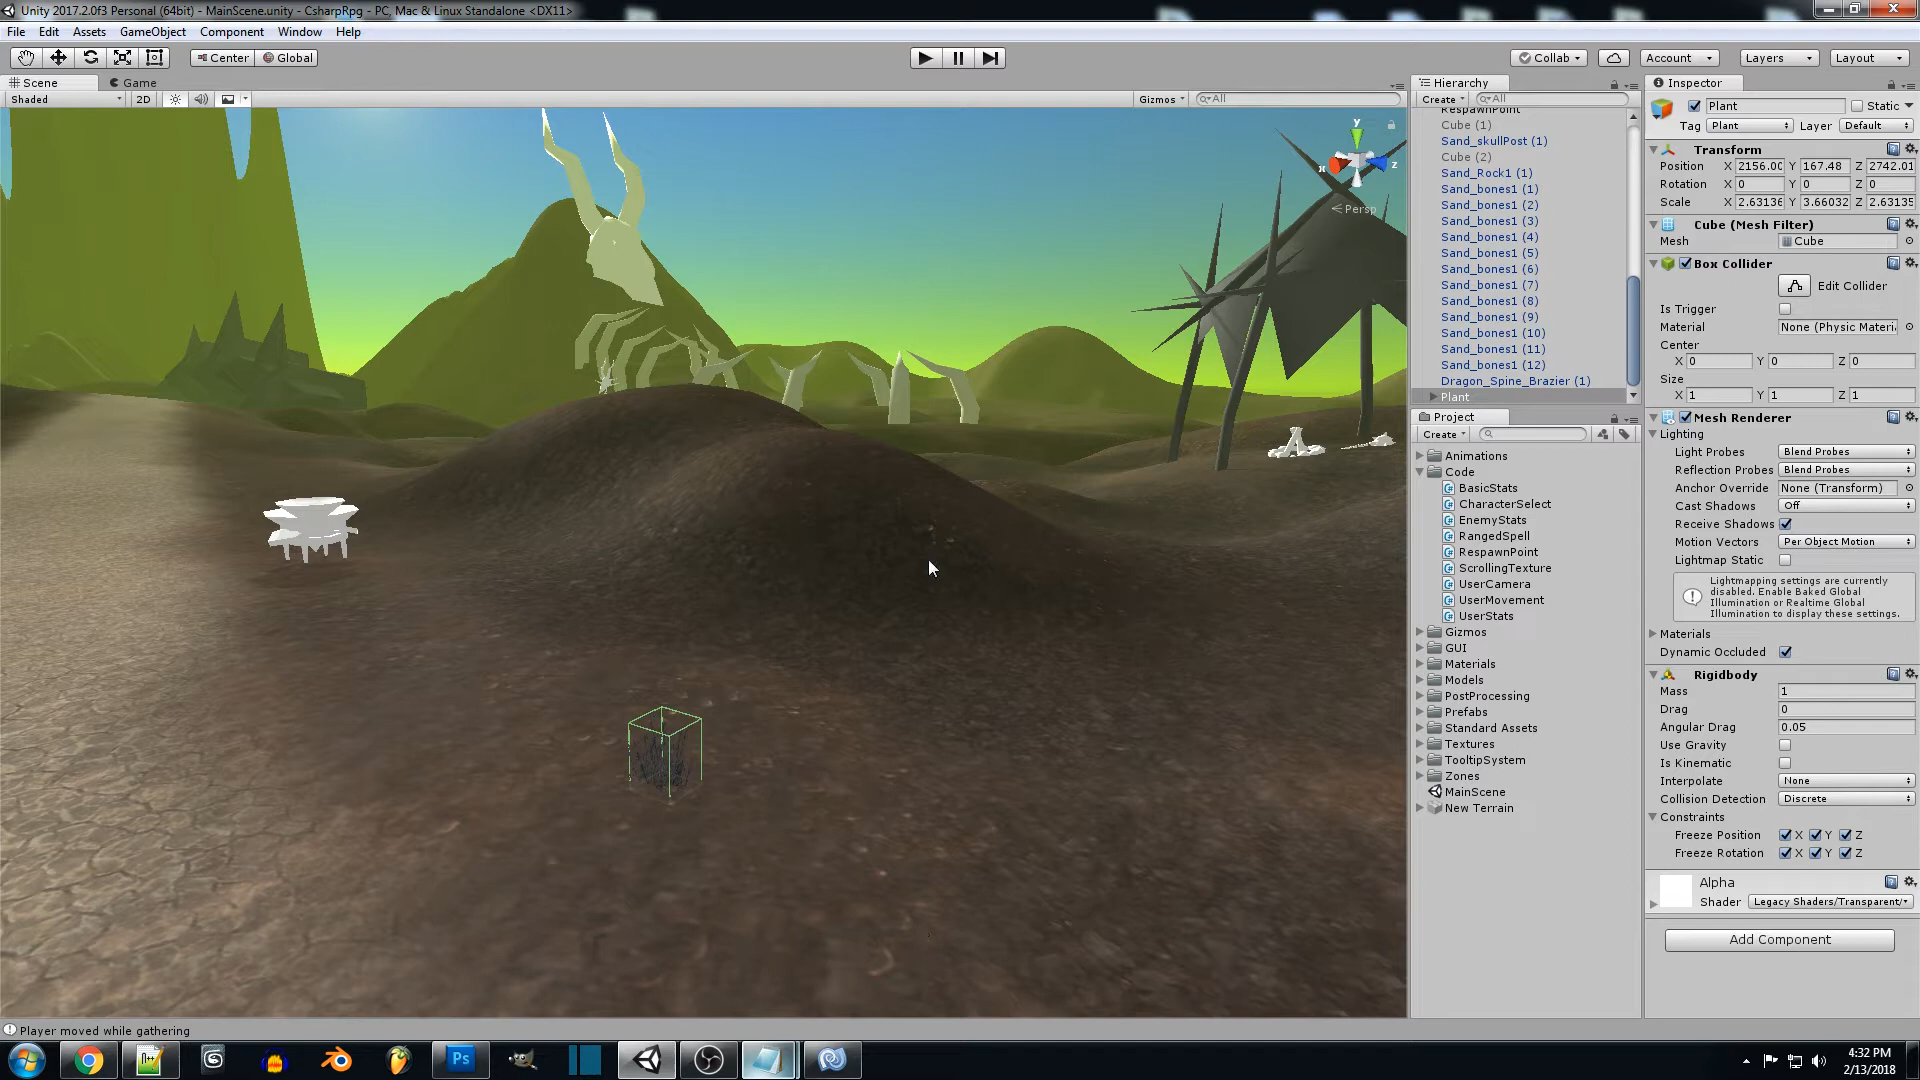 Unity 2017.2.0f3 Personal (64bit) - MainScene.unity - CsharpRpg - PC, Mac & Linux Standalone <DX11>
File Edit Assets GameObject Component Window Help
Center Global
Collab Account Layers Layout
Scene Game
Shaded 2D
Gizmos All
y
x
z
Persp
Hierarchy
Create All
RespawnPoint
Cube (1)
Sand_skullPost (1)
Cube (2)
Sand_Rock1 (1)
Sand_bones1 (1)
Sand_bones1 (2)
Sand_bones1 (3)
Sand_bones1 (4)
Sand_bones1 (5)
Sand_bones1 (6)
Sand_bones1 (7)
Sand_bones1 (8)
Sand_bones1 (9)
Sand_bones1 (10)
Sand_bones1 (11)
Sand_bones1 (12)
Dragon_Spine_Brazier (1)
Plant
Project
Create
Animations
Code
BasicStats
CharacterSelect
EnemyStats
RangedSpell
RespawnPoint
ScrollingTexture
UserCamera
UserMovement
UserStats
Gizmos
GUI
Materials
Models
PostProcessing
Prefabs
Standard Assets
Textures
TooltipSystem
Zones
MainScene
New Terrain
Inspector
Plant Static
Tag Plant Layer Default
Transform
Position X 2156.00 Y 167.48 Z 2742.01
Rotation X 0 Y 0 Z 0
Scale X 2.63136 Y 3.66032 Z 2.63135
Cube (Mesh Filter)
Mesh Cube
Box Collider
Edit Collider
Is Trigger
Material None (Physic Materi
Center
X 0 Y 0 Z 0
Size
X 1 Y 1 Z 1
Mesh Renderer
Lighting
Light Probes Blend Probes
Reflection Probes Blend Probes
Anchor Override None (Transform)
Cast Shadows Off
Receive Shadows
Motion Vectors Per Object Motion
Lightmap Static
Lightmapping settings are currently
disabled. Enable Baked Global
Illumination or Realtime Global
Illumination to display these settings.
Materials
Dynamic Occluded
Rigidbody
Mass 1
Drag 0
Angular Drag 0.05
Use Gravity
Is Kinematic
Interpolate None
Collision Detection Discrete
Constraints
Freeze Position X Y Z
Freeze Rotation X Y Z
Alpha
Shader Legacy Shaders/Transparent/
Add Component
Player moved while gathering
Ps
4:32 PM
2/13/2018